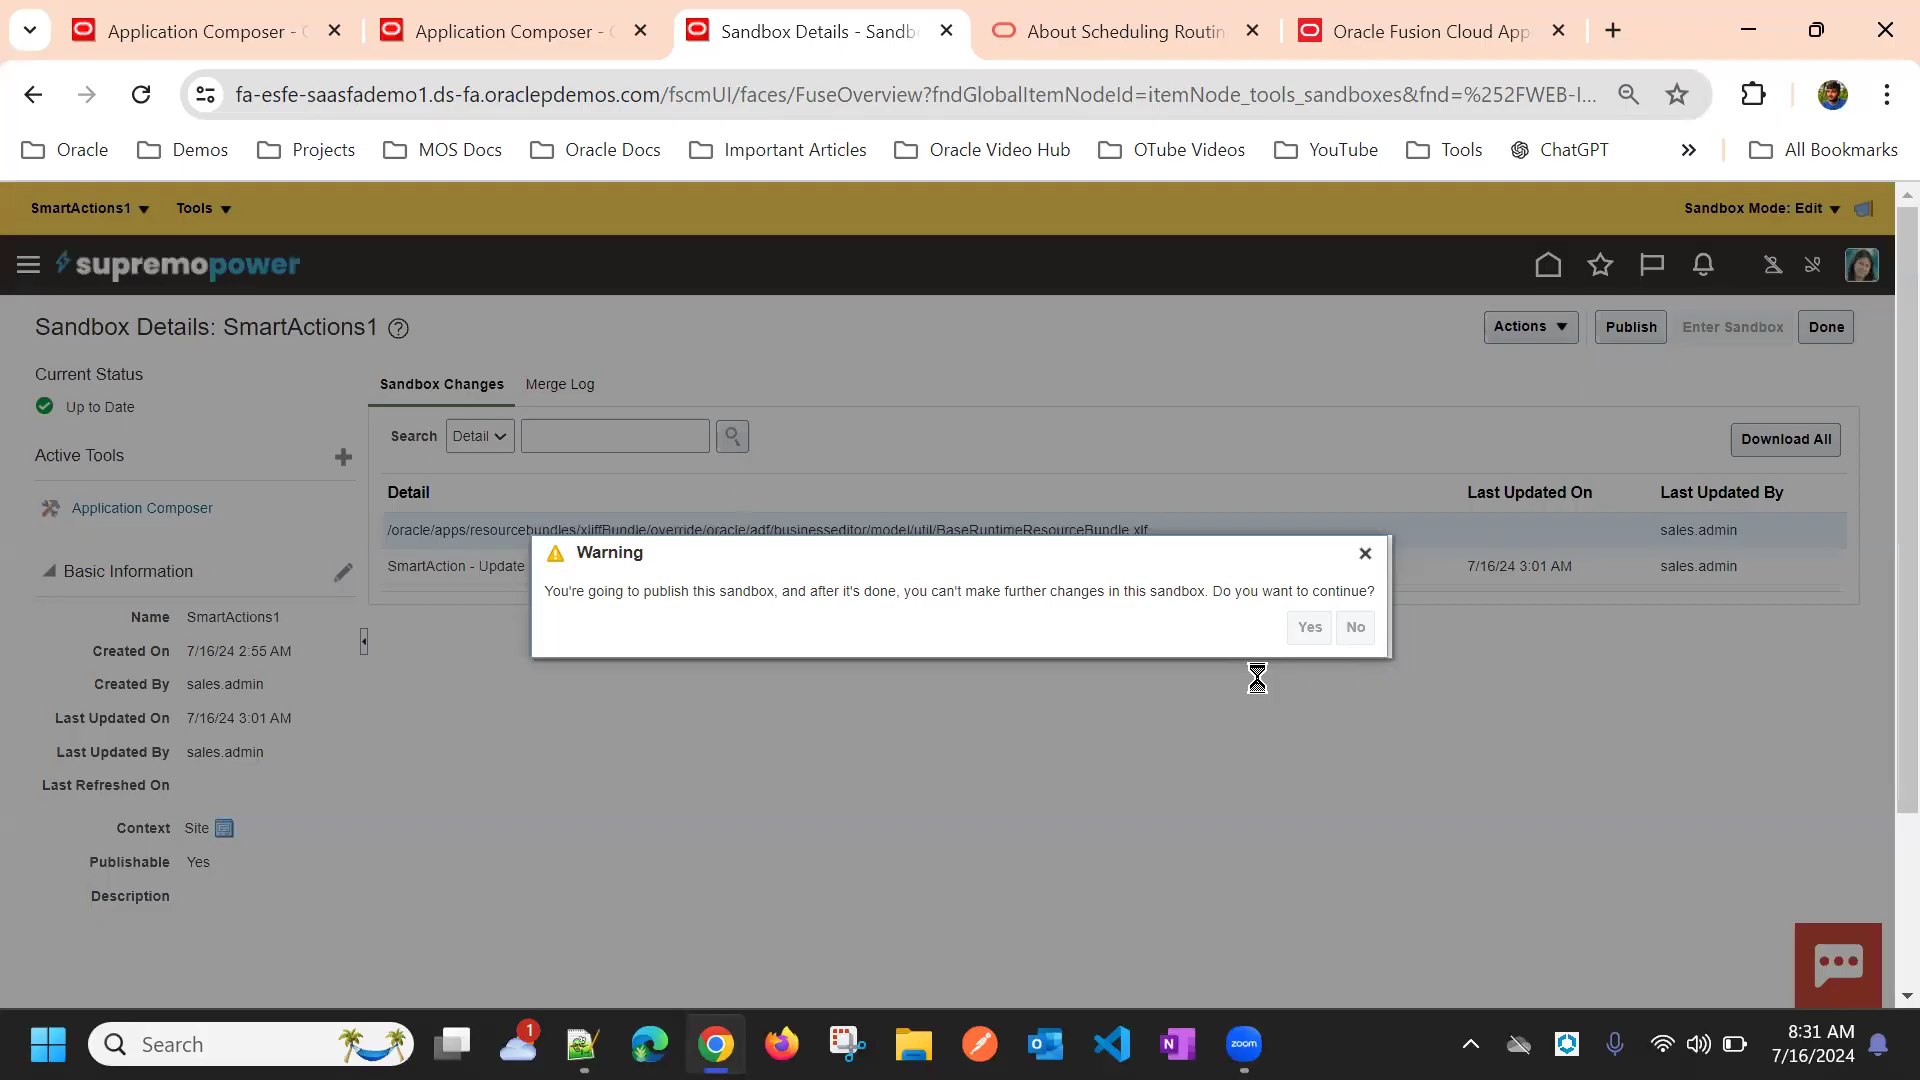 Application Composer - 
Application Composer - 
Sandbox Details - Sandb
About Scheduling Routin
Oracle Fusion Cloud App
fa-esfe-saasfademo1.ds-fa.oraclepdemos.com/fscmUI/faces/FuseOverview?fndGlobalItemNodeId=itemNode_tools_sandboxes&fnd=%252FWEB-I...
Oracle
Demos
Projects
MOS Docs
Oracle Docs
Important Articles
Oracle Video Hub
OTube Videos
YouTube
Tools
ChatGPT
All Bookmarks
SmartActions1
Tools
Sandbox Mode: Edit
supremopower
Sandbox Details: SmartActions1
Actions
Publish
Enter Sandbox
Done
Current Status
Up to Date
Sandbox Changes
Merge Log
Search
Detail
Download All
Active Tools
Application Composer
Detail
Last Updated On
Last Updated By
/oracle/apps/resourcebundles/xliffBundle/override/oracle/adf/businesseditor/model/util/BaseRuntimeResourceBundle.xlf
sales.admin
SmartAction - Update
7/16/24 3:01 AM
sales.admin
Warning
You're going to publish this sandbox, and after it's done, you can't make further changes in this sandbox. Do you want to continue?
Yes
No
Basic Information
Name SmartActions1
Created On 7/16/24 2:55 AM
Created By sales.admin
Last Updated On 7/16/24 3:01 AM
Last Updated By sales.admin
Last Refreshed On
Context Site
Publishable Yes
Description
Search
1
zoom
8:31 AM
7/16/2024